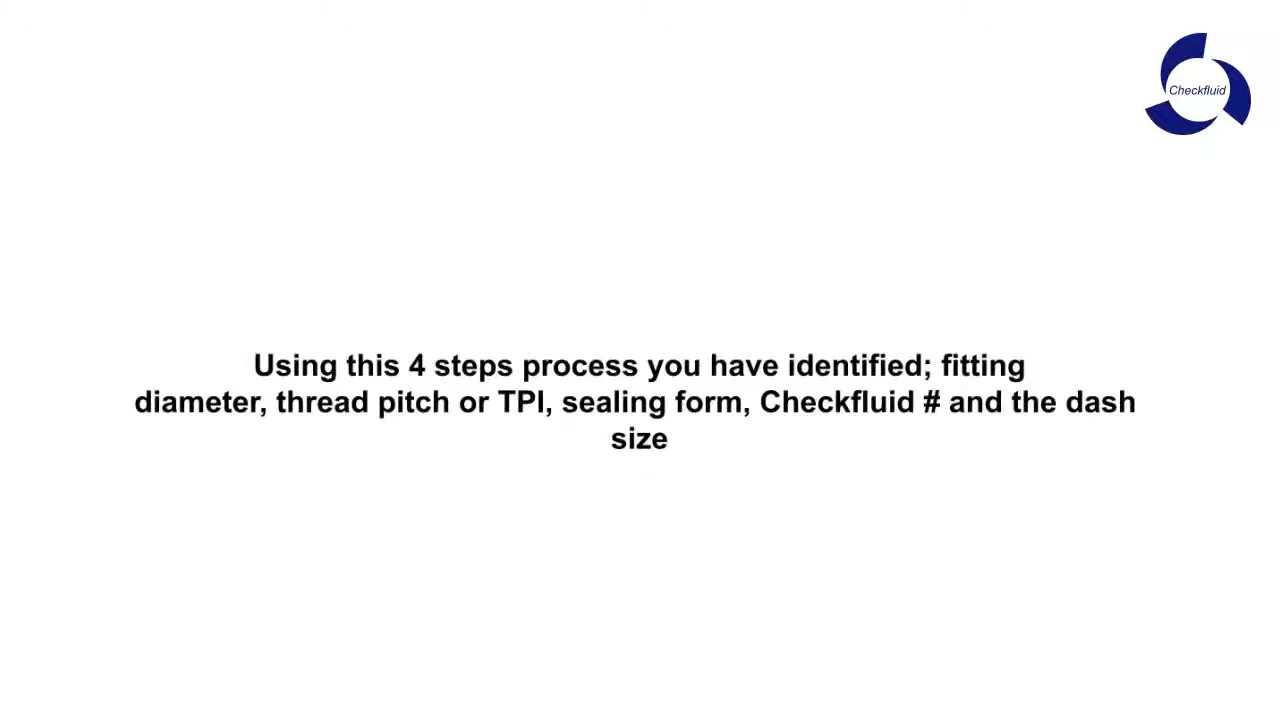 Checkfluid
Using this 4 steps process you have identified; fitting
diameter, thread pitch or TPI, sealing form, Checkfluid # and the dash
size